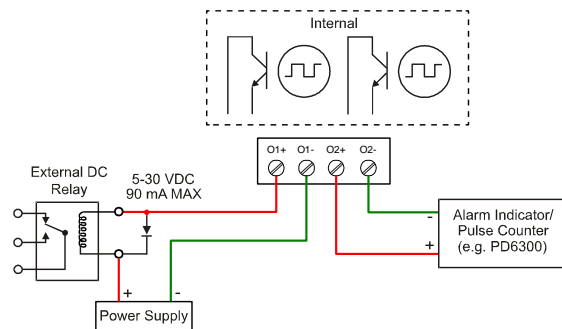 Internal
O1+ O1- O2+ O2-
External DC
Relay
5-30 VDC
90 mA MAX
Alarm Indicator/
Pulse Counter
(e.g. PD6300)
-
+
+ -
Power Supply